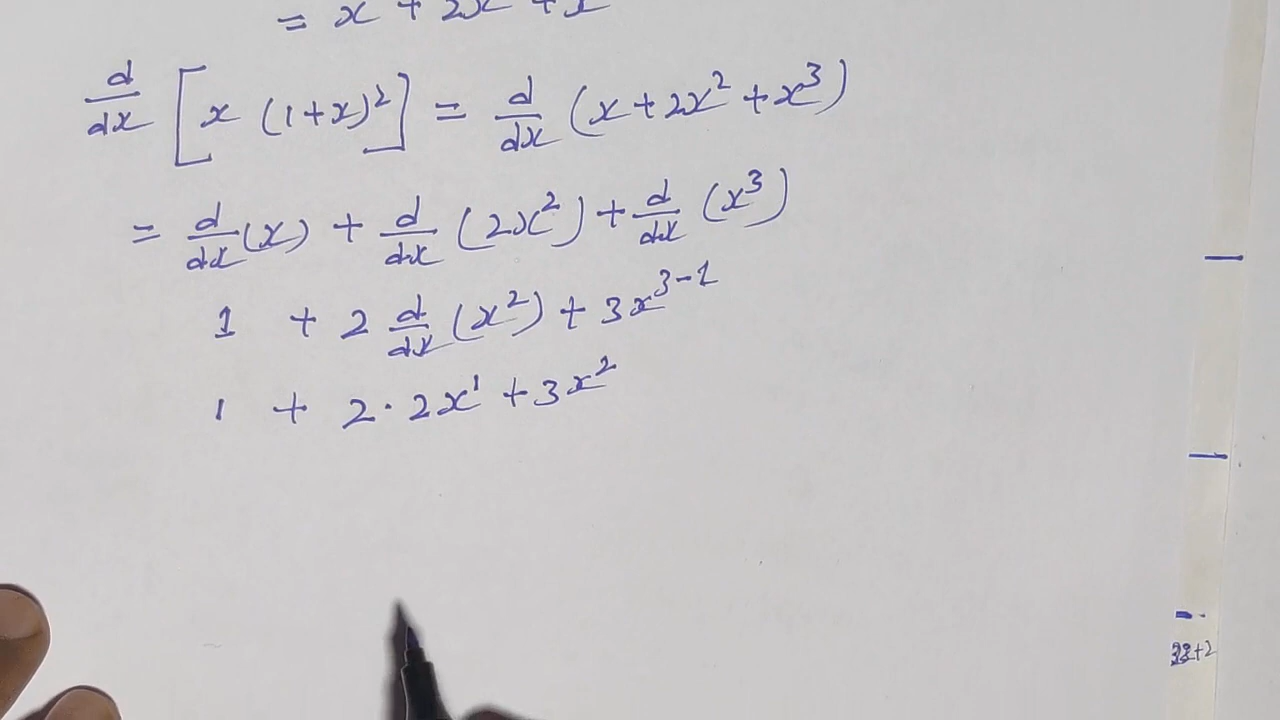 = x + 2x + x
d/dx [x (1+x)²] = d/dx (x + 2x² + x³)
= d/dx (x) + d/dx (2x²) + d/dx (x³)
1 + 2 d/dx (x²) + 3x³⁻¹
1 + 2·2x¹ + 3x²